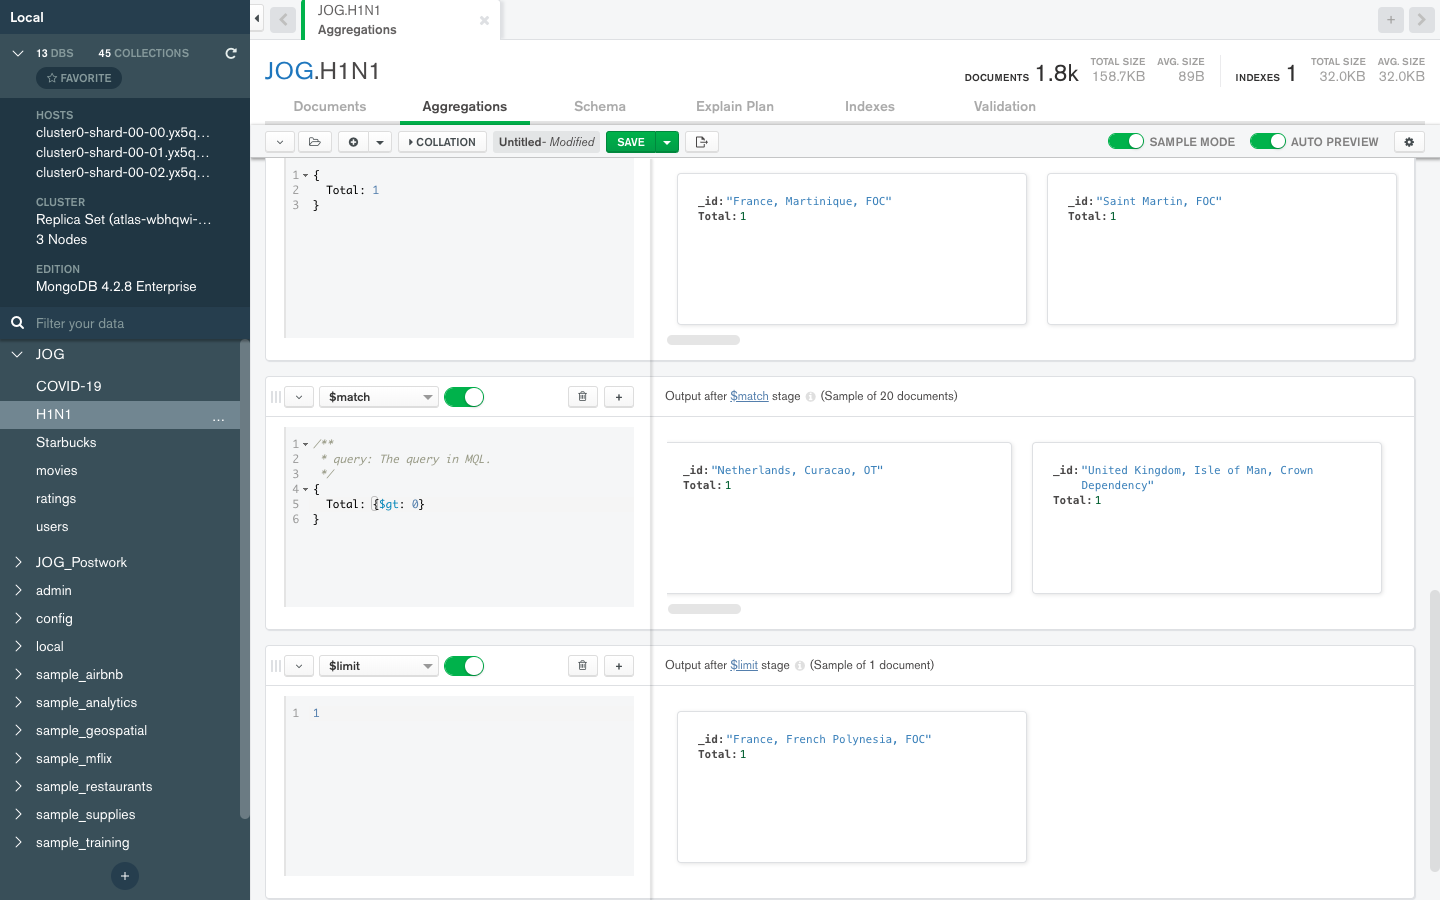 Local
13 DBS 45 COLLECTIONS
FAVORITE
HOSTS
cluster0-shard-00-00.yx5q...
cluster0-shard-00-01.yx5q...
cluster0-shard-00-02.yx5q...
CLUSTER
Replica Set (atlas-wbhqwi-...
3 Nodes
EDITION
MongoDB 4.2.8 Enterprise
Filter your data
JOG
COVID-19
H1N1 ...
Starbucks
movies
ratings
users
JOG_Postwork
admin
config
local
sample_airbnb
sample_analytics
sample_geospatial
sample_mflix
sample_restaurants
sample_supplies
sample_training
+
JOG.H1N1
Aggregations
JOG.H1N1
DOCUMENTS 1.8k TOTAL SIZE 158.7KB AVG. SIZE 89B INDEXES 1 TOTAL SIZE 32.0KB AVG. SIZE 32.0KB
Documents Aggregations Schema Explain Plan Indexes Validation
COLLATION Untitled- Modified SAVE SAMPLE MODE AUTO PREVIEW
1 {
2 Total: 1
3 }
_id:"France, Martinique, FOC"
Total:1
_id:"Saint Martin, FOC"
Total:1
$match +
Output after $match stage (Sample of 20 documents)
1 /**
2 * query: The query in MQL.
3 */
4 {
5 Total: {$gt: 0}
6 }
_id:"Netherlands, Curacao, OT"
Total:1
_id:"United Kingdom, Isle of Man, Crown
Dependency"
Total:1
$limit +
Output after $limit stage (Sample of 1 document)
1 1
_id:"France, French Polynesia, FOC"
Total:1